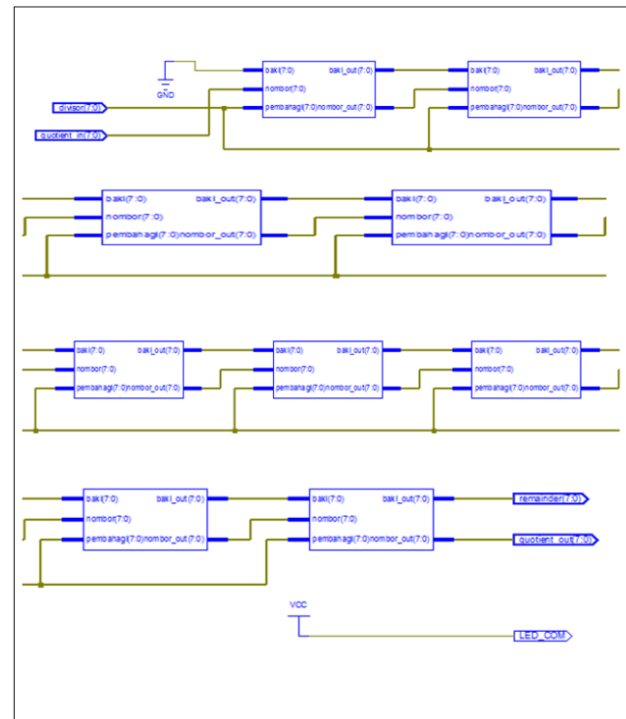 GND
divisor(7:0)
quotient_in(7:0)
baki(7:0) baki_out(7:0)
nombor(7:0)
pembahagi(7:0)nombor_out(7:0)
baki(7:0) baki_out(7:0)
nombor(7:0)
pembahagi(7:0)nombor_out(7:0)
baki(7:0) baki_out(7:0)
nombor(7:0)
pembahagi(7:0)nombor_out(7:0)
baki(7:0) baki_out(7:0)
nombor(7:0)
pembahagi(7:0)nombor_out(7:0)
baki(7:0) baki_out(7:0)
nombor(7:0)
pembahagi(7:0)nombor_out(7:0)
baki(7:0) baki_out(7:0)
nombor(7:0)
pembahagi(7:0)nombor_out(7:0)
baki(7:0) baki_out(7:0)
nombor(7:0)
pembahagi(7:0)nombor_out(7:0)
baki(7:0) baki_out(7:0)
nombor(7:0)
pembahagi(7:0)nombor_out(7:0)
baki(7:0) baki_out(7:0)
nombor(7:0)
pembahagi(7:0)nombor_out(7:0)
remainder(7:0)
quotient_out(7:0)
VCC
LED_COM